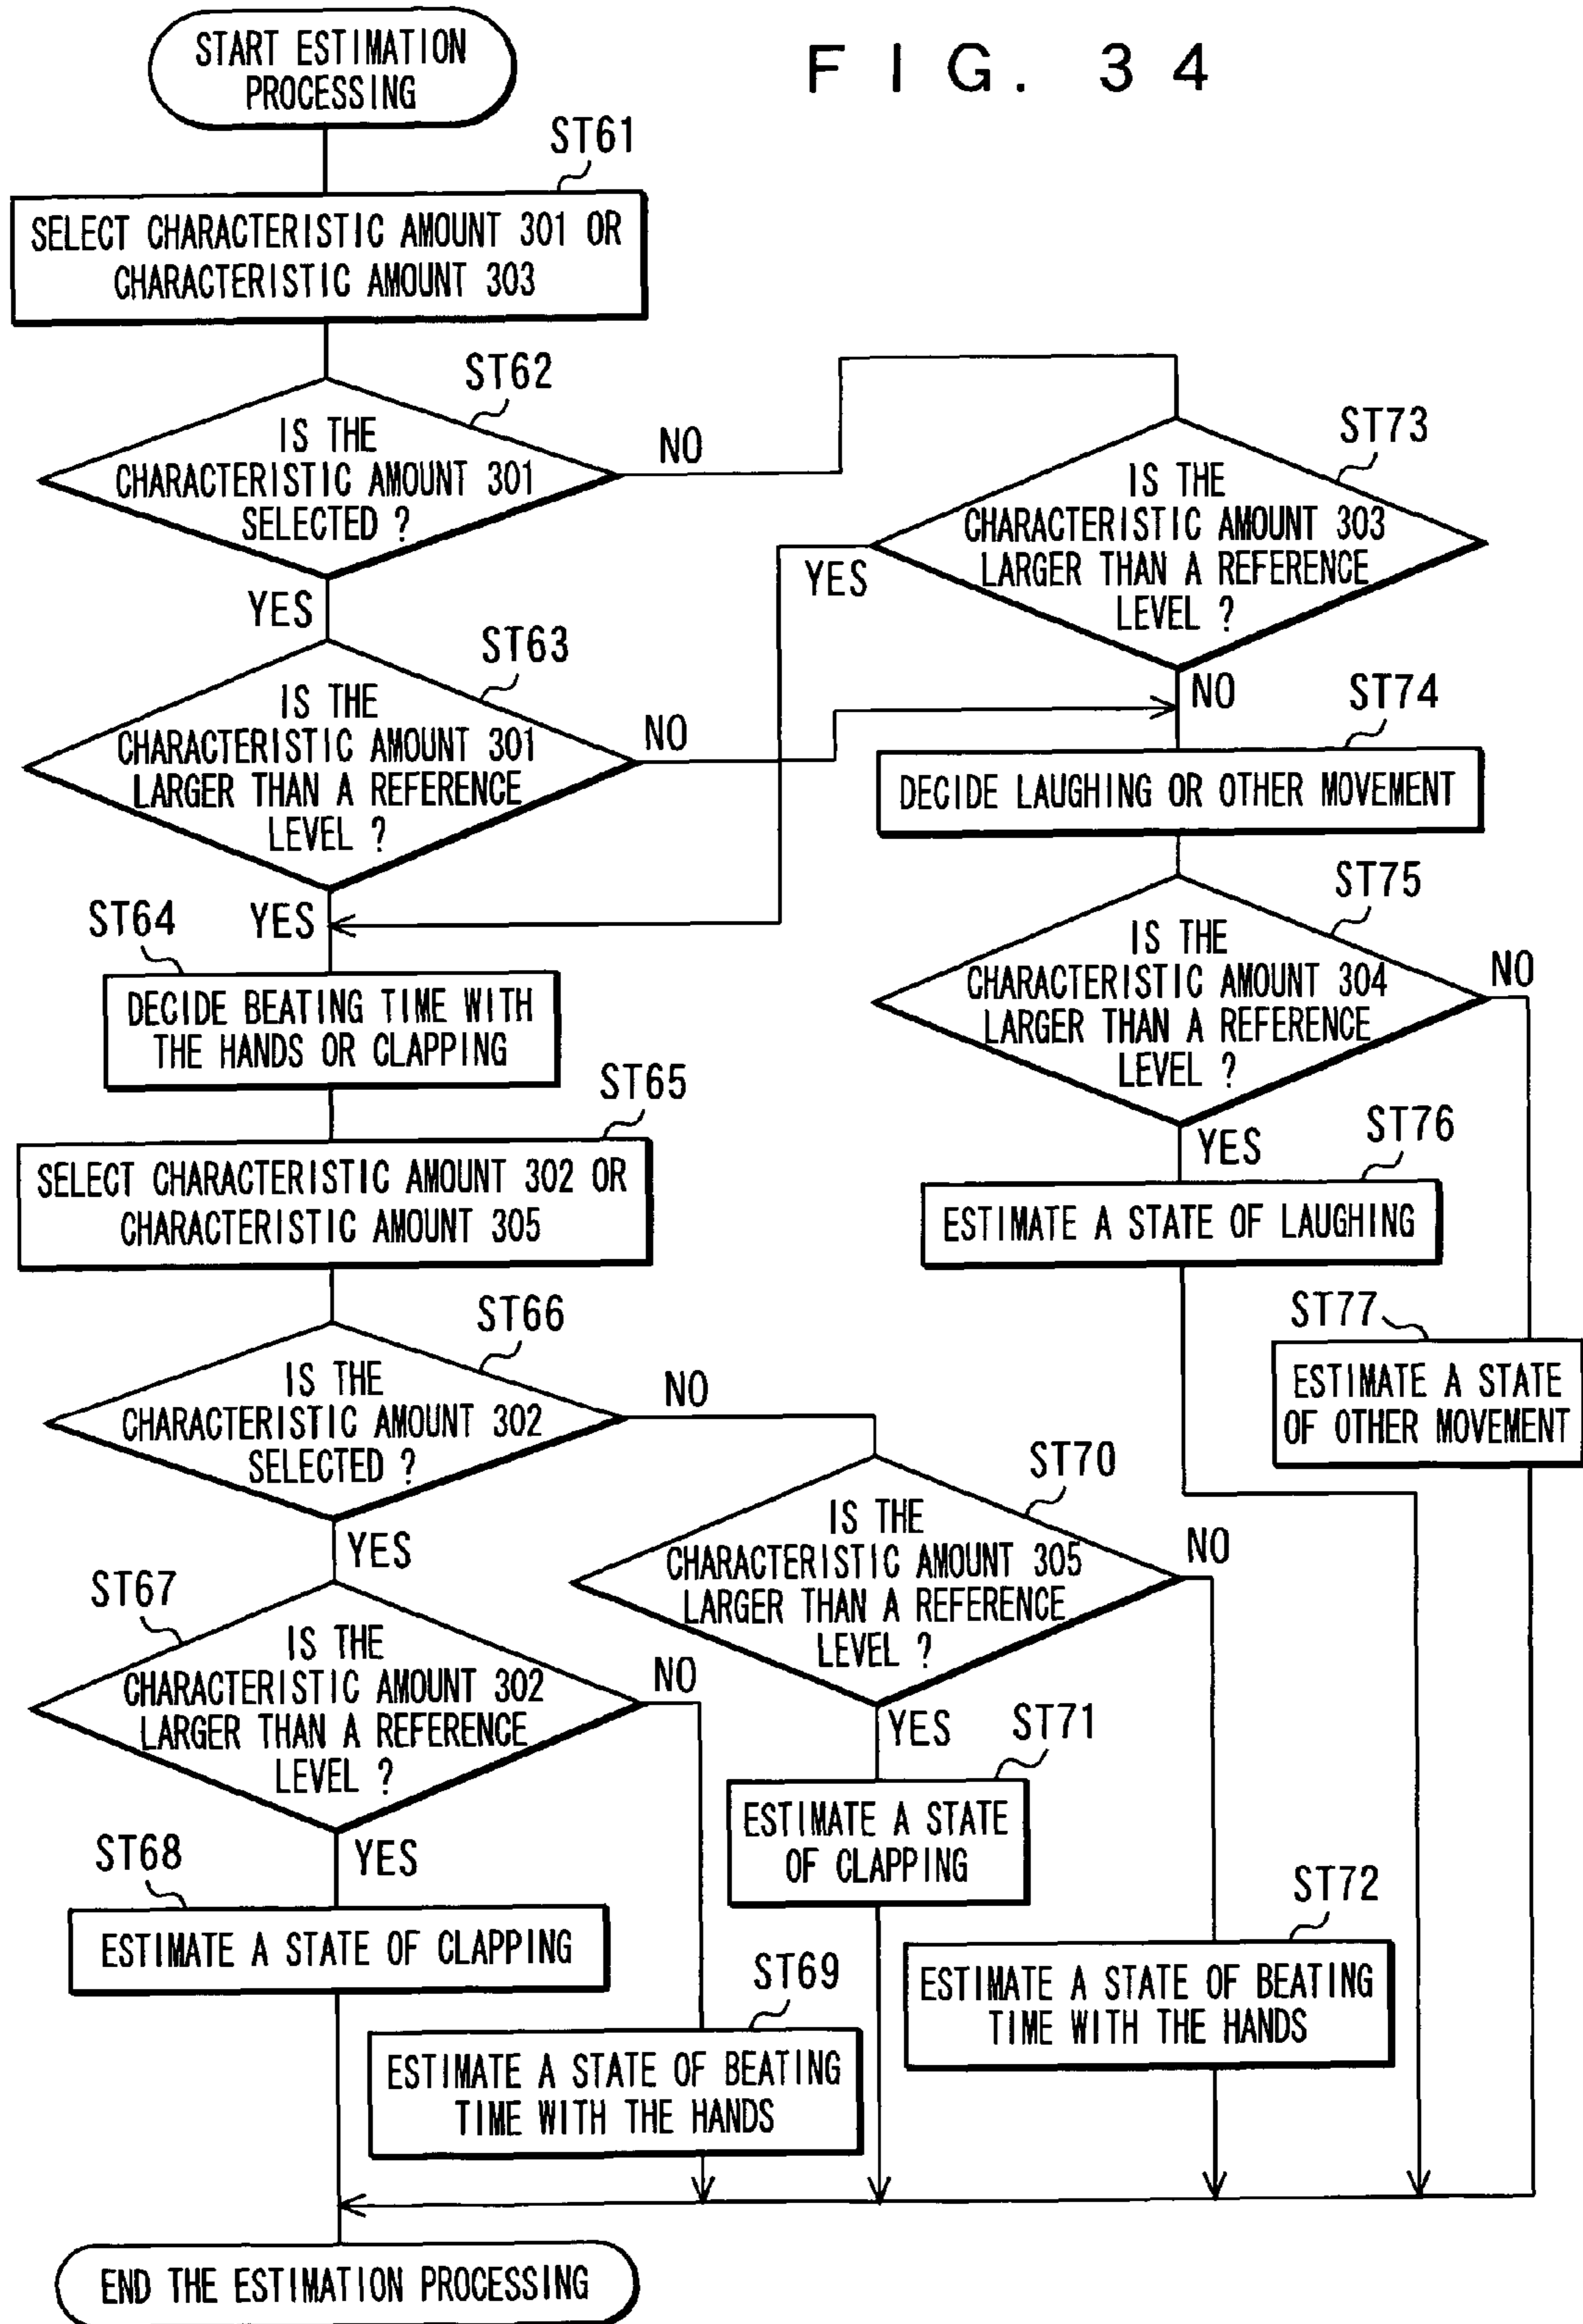 F I G. 3 4
START ESTIMATION
PROCESSING
ST61
SELECT CHARACTERISTIC AMOUNT 301 OR
CHARACTERISTIC AMOUNT 303
ST62
IS THE
CHARACTERISTIC AMOUNT 301
SELECTED ?
NO
YES
ST73
IS THE
CHARACTERISTIC AMOUNT 303
LARGER THAN A REFERENCE
LEVEL ?
YES
NO
ST63
IS THE
CHARACTERISTIC AMOUNT 301
LARGER THAN A REFERENCE
LEVEL ?
NO
YES
ST74
DECIDE LAUGHING OR OTHER MOVEMENT
ST64
DECIDE BEATING TIME WITH
THE HANDS OR CLAPPING
ST75
IS THE
CHARACTERISTIC AMOUNT 304
LARGER THAN A REFERENCE
LEVEL ?
NO
YES
ST65
SELECT CHARACTERISTIC AMOUNT 302 OR
CHARACTERISTIC AMOUNT 305
ST76
ESTIMATE A STATE OF LAUGHING
ST77
ESTIMATE A STATE
OF OTHER MOVEMENT
ST66
IS THE
CHARACTERISTIC AMOUNT 302
SELECTED ?
NO
YES
ST70
IS THE
CHARACTERISTIC AMOUNT 305
LARGER THAN A REFERENCE
LEVEL ?
NO
YES
ST67
IS THE
CHARACTERISTIC AMOUNT 302
LARGER THAN A REFERENCE
LEVEL ?
NO
YES
ST71
ESTIMATE A STATE
OF CLAPPING
ST68
ESTIMATE A STATE OF CLAPPING
ST72
ESTIMATE A STATE OF BEATING
TIME WITH THE HANDS
ST69
ESTIMATE A STATE OF BEATING
TIME WITH THE HANDS
END THE ESTIMATION PROCESSING